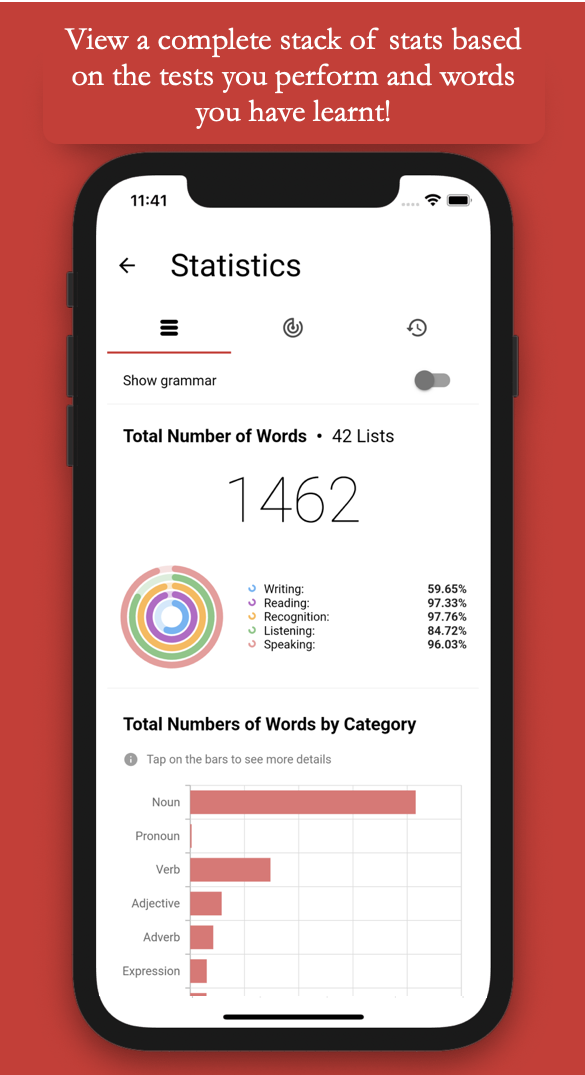 View a complete stack of stats based
on the tests you perform and words
you have learnt!
11:41
Statistics
Show grammar
Total Number of Words • 42 Lists
1462
Writing: 59.65%
Reading: 97.33%
Recognition: 97.76%
Listening: 84.72%
Speaking: 96.03%
Total Numbers of Words by Category
Tap on the bars to see more details
Noun
Pronoun
Verb
Adjective
Adverb
Expression